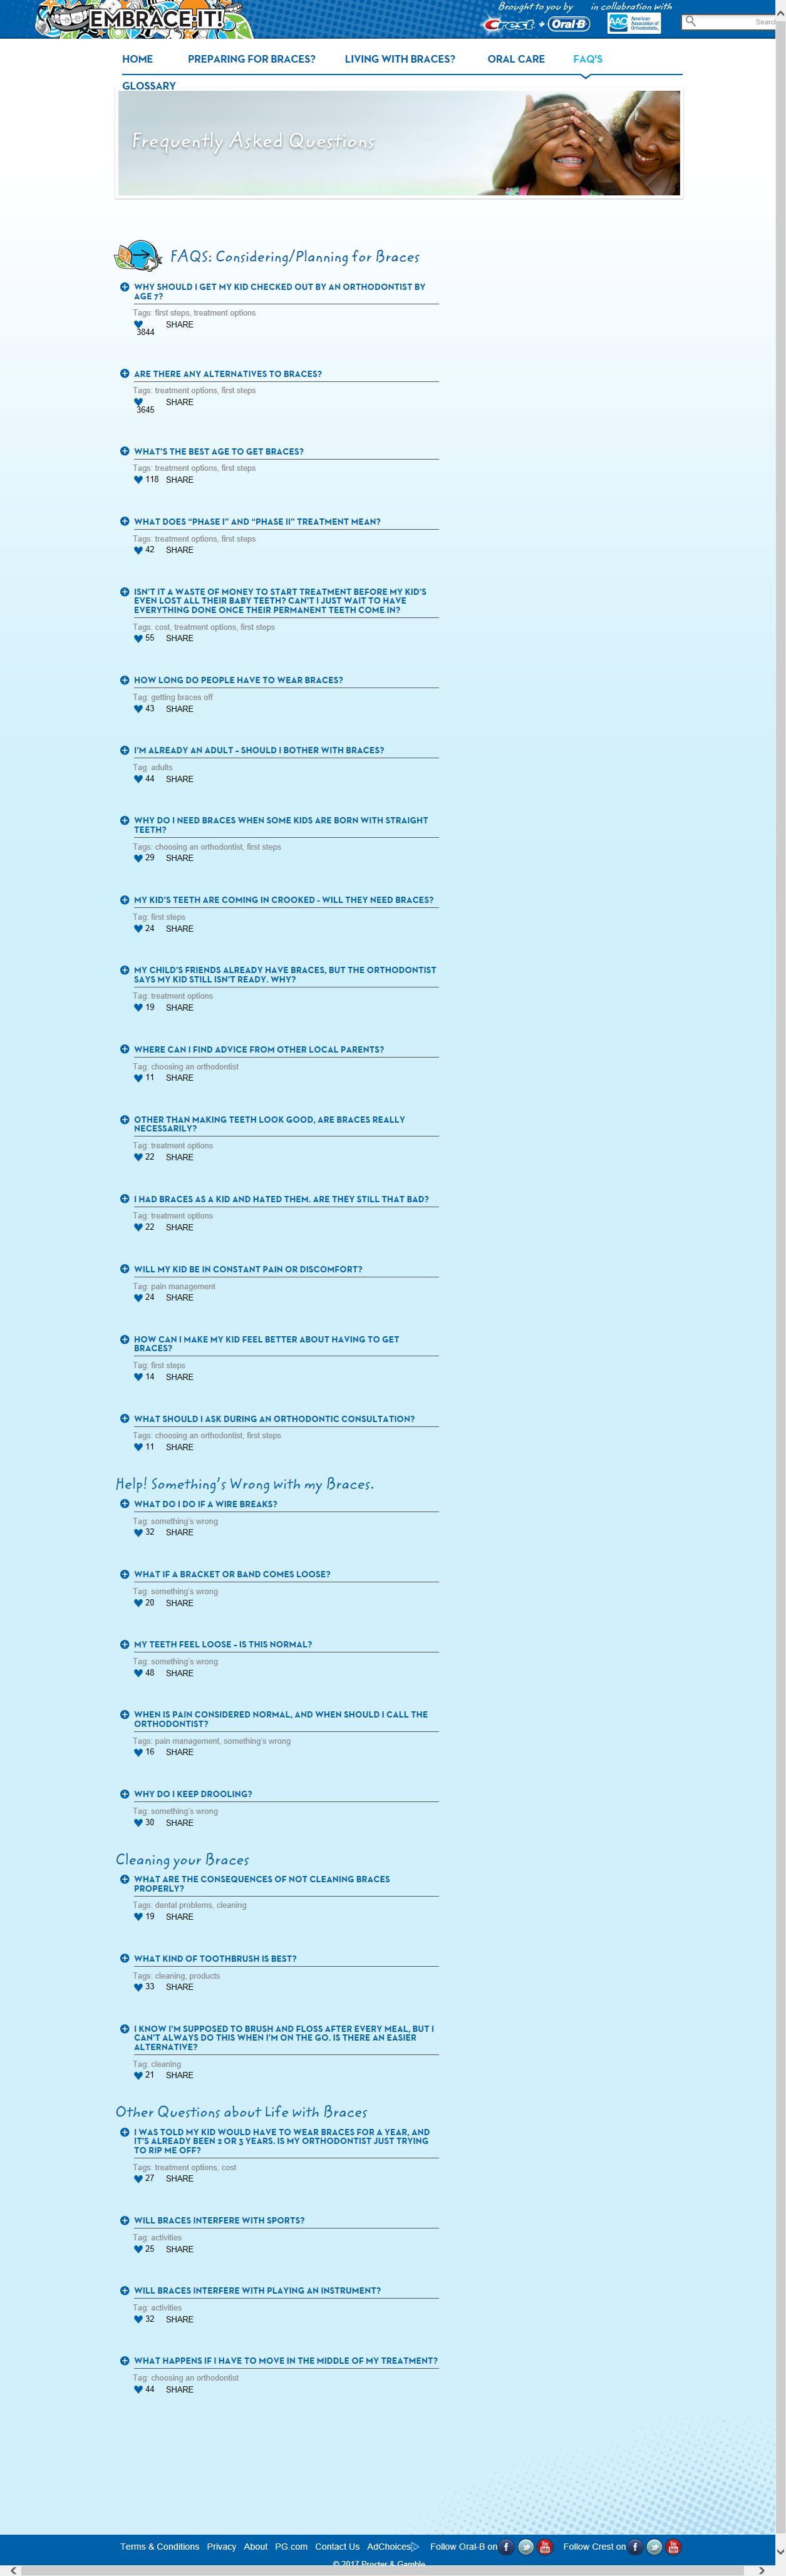 EMBRACE-IT!
Brought to you by
in collabration with
Crest + Oral-B
AAO American Association of Orthodontists
Search
HOME PREPARING FOR BRACES? LIVING WITH BRACES? ORAL CARE FAQ'S
GLOSSARY
Frequently Asked Questions
FAQS: Considering/Planning for Braces
WHY SHOULD I GET MY KID CHECKED OUT BY AN ORTHODONTIST BY
AGE 7?
Tags: first steps, treatment options
SHARE
3844
ARE THERE ANY ALTERNATIVES TO BRACES?
Tags: treatment options, first steps
SHARE
3645
WHAT'S THE BEST AGE TO GET BRACES?
Tags: treatment options, first steps
118 SHARE
WHAT DOES "PHASE I" AND "PHASE II" TREATMENT MEAN?
Tags: treatment options, first steps
42 SHARE
ISN'T IT A WASTE OF MONEY TO START TREATMENT BEFORE MY KID'S
EVEN LOST ALL THEIR BABY TEETH? CAN'T I JUST WAIT TO HAVE
EVERYTHING DONE ONCE THEIR PERMANENT TEETH COME IN?
Tags: cost, treatment options, first steps
55 SHARE
HOW LONG DO PEOPLE HAVE TO WEAR BRACES?
Tag: getting braces off
43 SHARE
I'M ALREADY AN ADULT – SHOULD I BOTHER WITH BRACES?
Tag: adults
44 SHARE
WHY DO I NEED BRACES WHEN SOME KIDS ARE BORN WITH STRAIGHT
TEETH?
Tags: choosing an orthodontist, first steps
29 SHARE
MY KID'S TEETH ARE COMING IN CROOKED - WILL THEY NEED BRACES?
Tag: first steps
24 SHARE
MY CHILD'S FRIENDS ALREADY HAVE BRACES, BUT THE ORTHODONTIST
SAYS MY KID STILL ISN'T READY. WHY?
Tag: treatment options
19 SHARE
WHERE CAN I FIND ADVICE FROM OTHER LOCAL PARENTS?
Tag: choosing an orthodontist
11 SHARE
OTHER THAN MAKING TEETH LOOK GOOD, ARE BRACES REALLY
NECESSARILY?
Tag: treatment options
22 SHARE
I HAD BRACES AS A KID AND HATED THEM. ARE THEY STILL THAT BAD?
Tag: treatment options
22 SHARE
WILL MY KID BE IN CONSTANT PAIN OR DISCOMFORT?
Tag: pain management
24 SHARE
HOW CAN I MAKE MY KID FEEL BETTER ABOUT HAVING TO GET
BRACES?
Tag: first steps
14 SHARE
WHAT SHOULD I ASK DURING AN ORTHODONTIC CONSULTATION?
Tags: choosing an orthodontist, first steps
11 SHARE
Help! Something's Wrong with my Braces.
WHAT DO I DO IF A WIRE BREAKS?
Tag: something's wrong
32 SHARE
WHAT IF A BRACKET OR BAND COMES LOOSE?
Tag: something's wrong
20 SHARE
MY TEETH FEEL LOOSE – IS THIS NORMAL?
Tag: something's wrong
48 SHARE
WHEN IS PAIN CONSIDERED NORMAL, AND WHEN SHOULD I CALL THE
ORTHODONTIST?
Tags: pain management, something's wrong
16 SHARE
WHY DO I KEEP DROOLING?
Tag: something's wrong
30 SHARE
Cleaning your Braces
WHAT ARE THE CONSEQUENCES OF NOT CLEANING BRACES
PROPERLY?
Tags: dental problems, cleaning
19 SHARE
WHAT KIND OF TOOTHBRUSH IS BEST?
Tags: cleaning, products
33 SHARE
I KNOW I'M SUPPOSED TO BRUSH AND FLOSS AFTER EVERY MEAL, BUT I
CAN'T ALWAYS DO THIS WHEN I'M ON THE GO. IS THERE AN EASIER
ALTERNATIVE?
Tag: cleaning
21 SHARE
Other Questions about Life with Braces
I WAS TOLD MY KID WOULD HAVE TO WEAR BRACES FOR A YEAR, AND
IT'S ALREADY BEEN 2 OR 3 YEARS. IS MY ORTHODONTIST JUST TRYING
TO RIP ME OFF?
Tags: treatment options, cost
27 SHARE
WILL BRACES INTERFERE WITH SPORTS?
Tag: activities
25 SHARE
WILL BRACES INTERFERE WITH PLAYING AN INSTRUMENT?
Tag: activities
32 SHARE
WHAT HAPPENS IF I HAVE TO MOVE IN THE MIDDLE OF MY TREATMENT?
Tag: choosing an orthodontist
44 SHARE
Terms & Conditions Privacy About PG.com Contact Us AdChoices Follow Oral-B on Follow Crest on
© 2017 Procter & Gamble